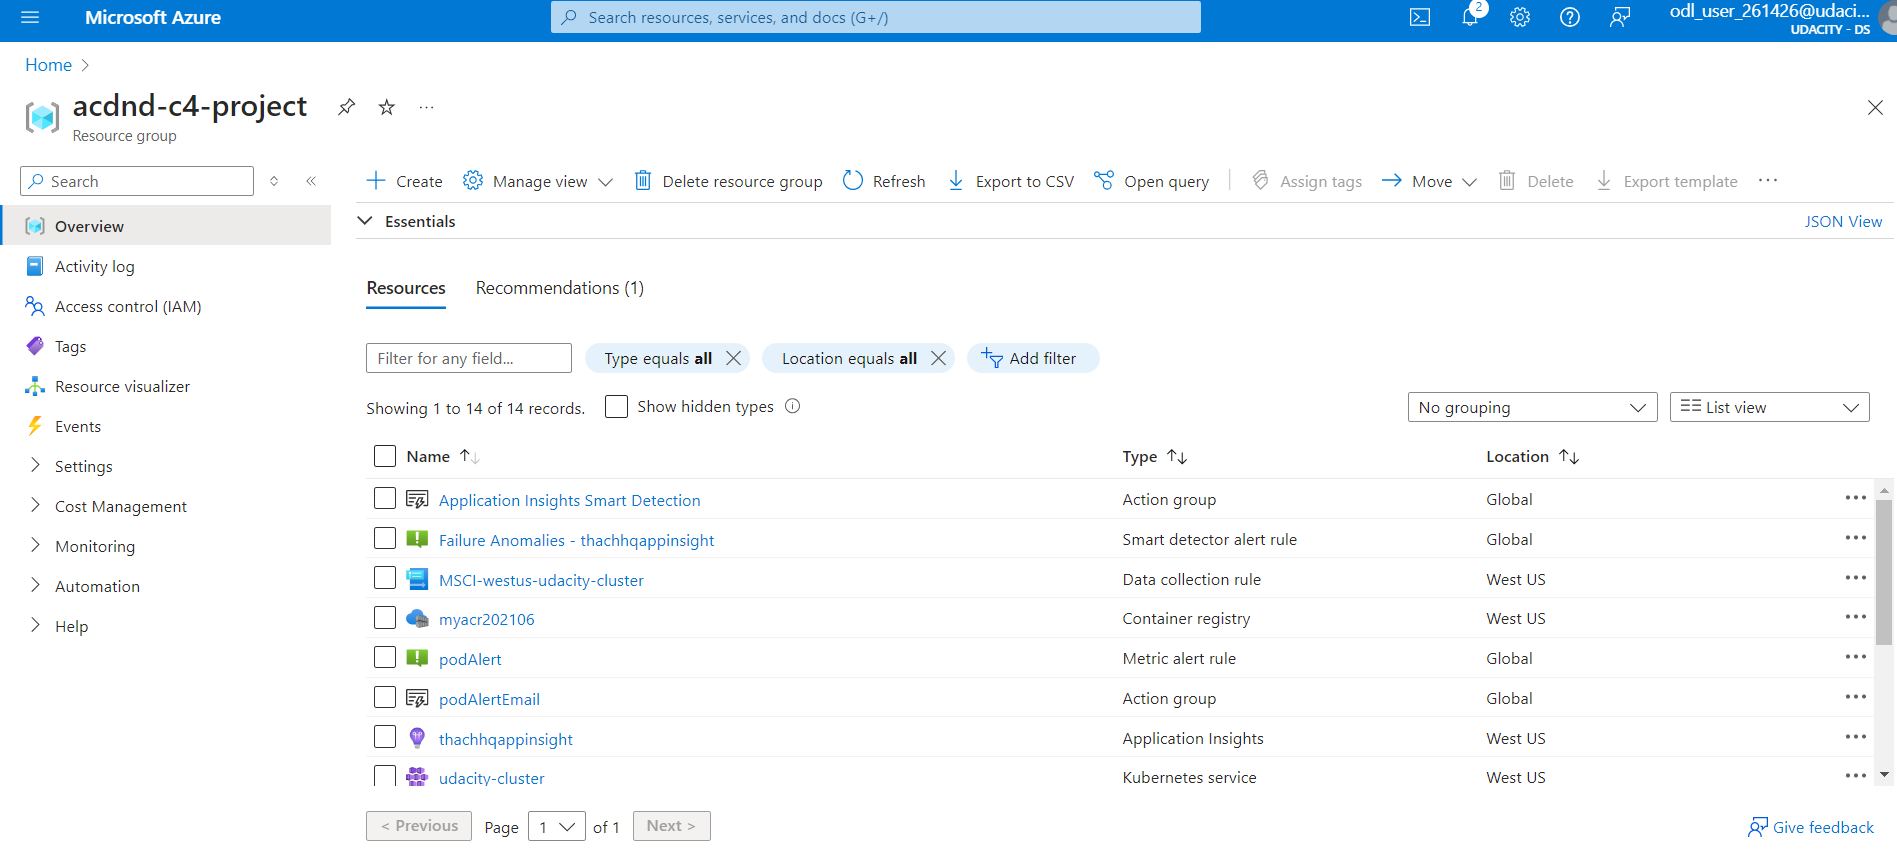 Microsoft Azure
Search resources, services, and docs (G+/)
2
odl_user_261426@udaci...
UDACITY - DS
Home
acdnd-c4-project
Resource group
Search
Create
Manage view
Delete resource group
Refresh
Export to CSV
Open query
Assign tags
Move
Delete
Export template
Overview
Activity log
Access control (IAM)
Tags
Resource visualizer
Events
Settings
Cost Management
Monitoring
Automation
Help
Essentials
JSON View
Resources
Recommendations (1)
Filter for any field...
Type equals all
Location equals all
Add filter
Showing 1 to 14 of 14 records.
Show hidden types
No grouping
List view
Name Type Location
Application Insights Smart Detection Action group Global
Failure Anomalies - thachhqappinsight Smart detector alert rule Global
MSCI-westus-udacity-cluster Data collection rule West US
myacr202106 Container registry West US
podAlert Metric alert rule Global
podAlertEmail Action group Global
thachhqappinsight Application Insights West US
udacity-cluster Kubernetes service West US
< Previous
Page 1 of 1
Next >
Give feedback